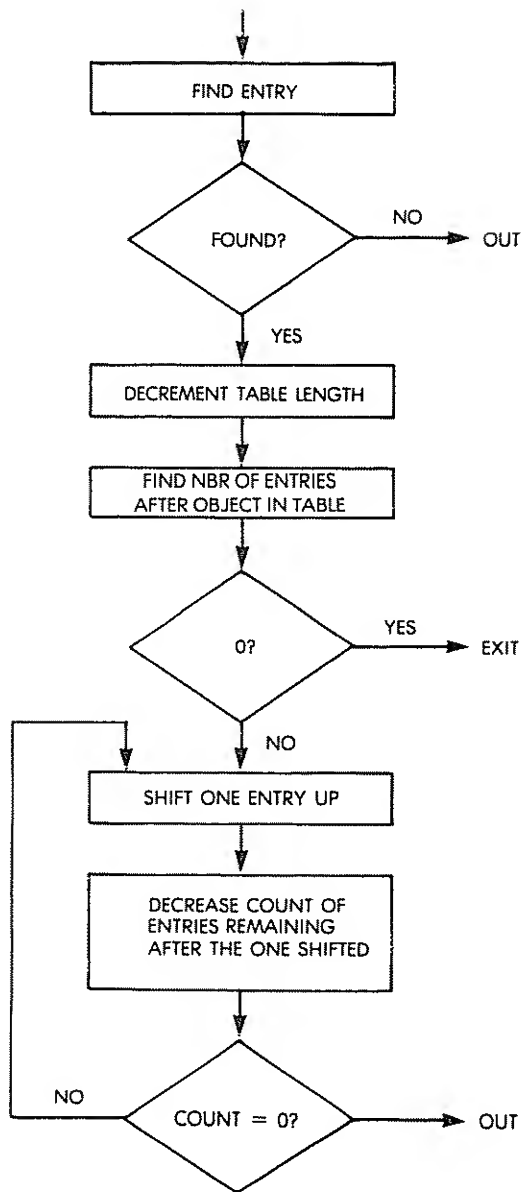 FIND ENTRY
FOUND?
NO
OUT
YES
DECREMENT TABLE LENGTH
FIND NBR OF ENTRIES
AFTER OBJECT IN TABLE
0?
YES
EXIT
NO
SHIFT ONE ENTRY UP
DECREASE COUNT OF
ENTRIES REMAINING
AFTER THE ONE SHIFTED
NO
COUNT = 0?
OUT